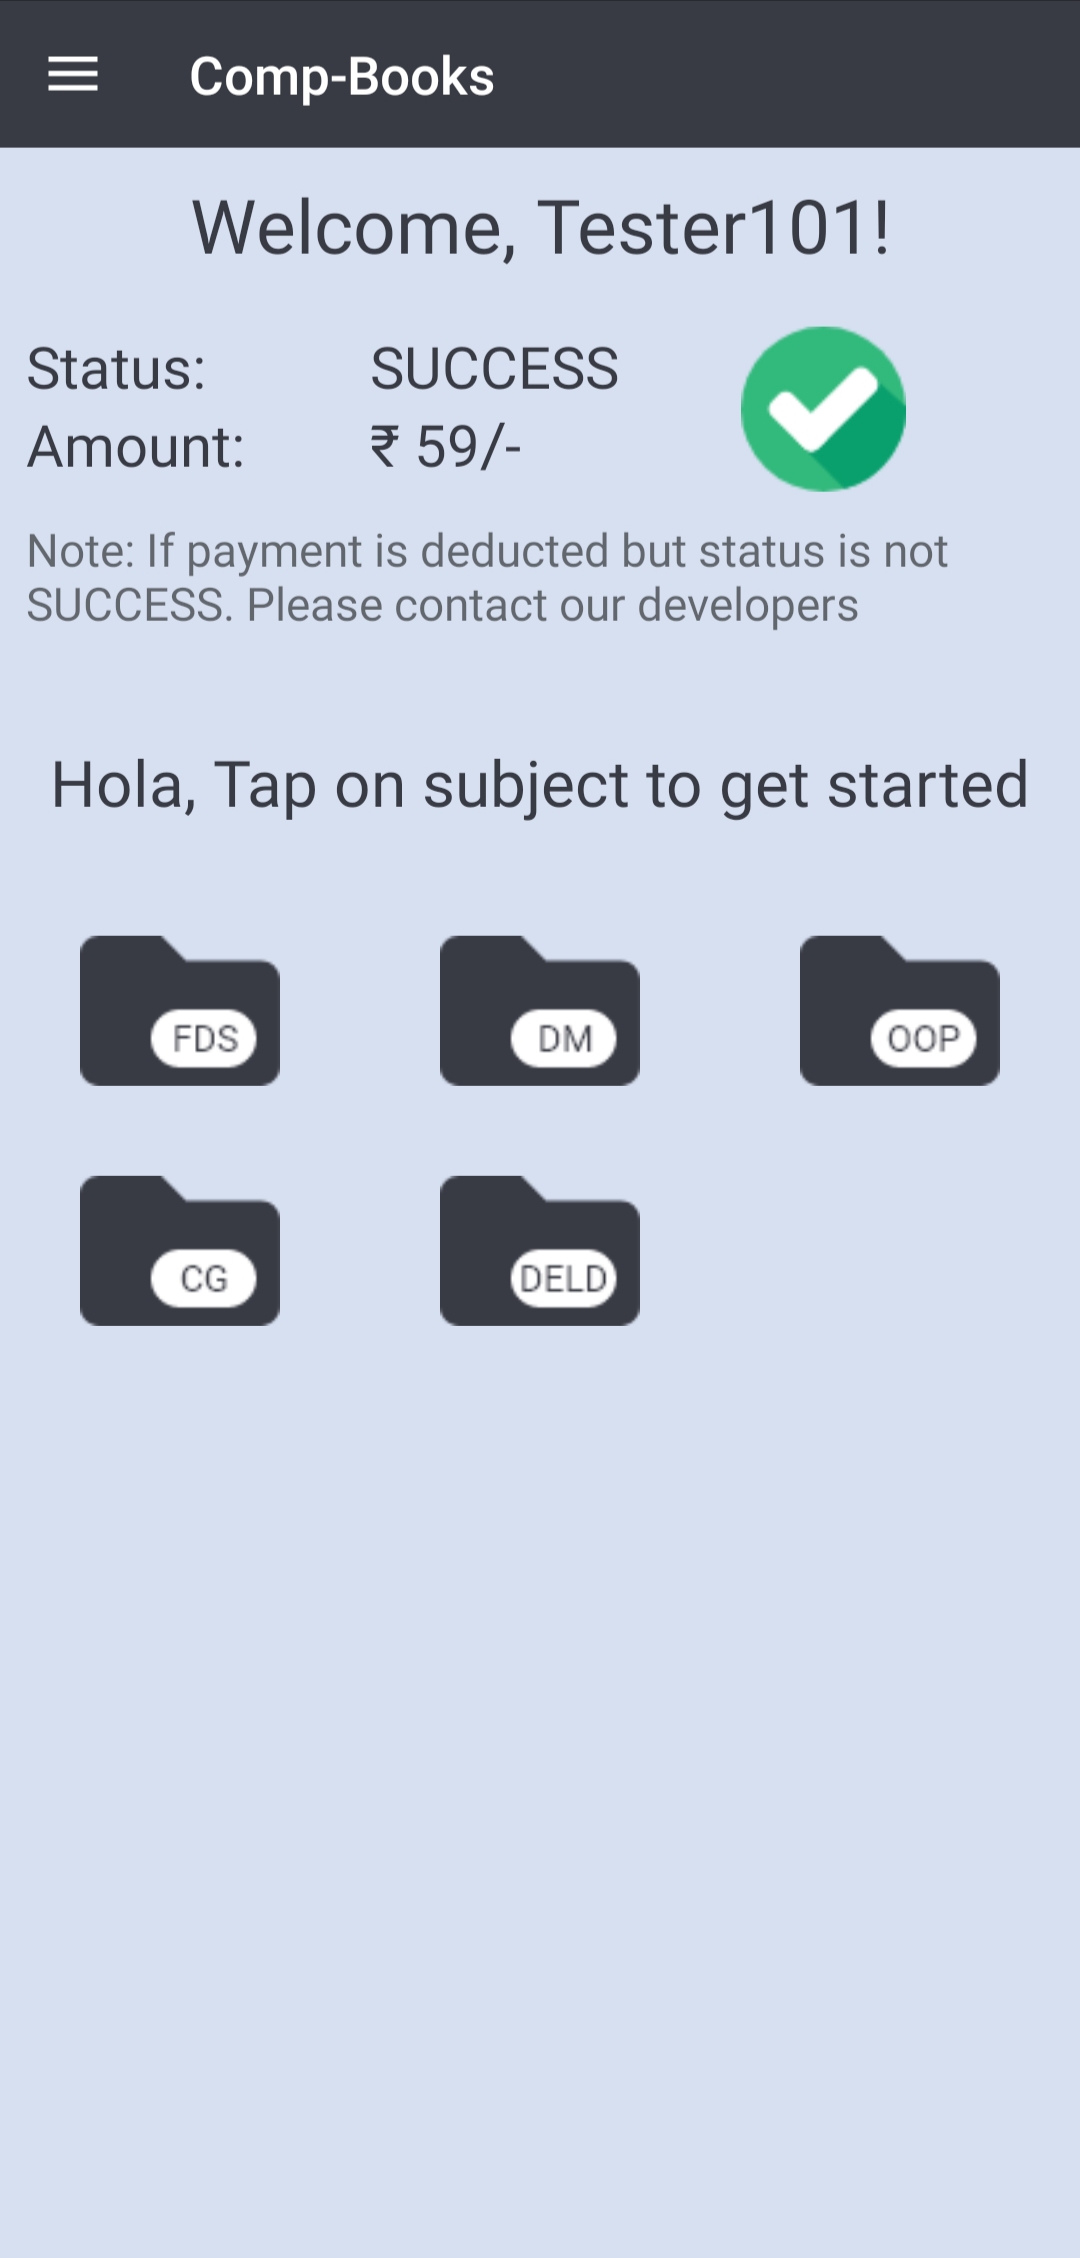 Comp-Books
Welcome, Tester101!
Status: SUCCESS
Amount: ₹ 59/-
Note: If payment is deducted but status is not
SUCCESS. Please contact our developers
Hola, Tap on subject to get started
FDS DM OOP
CG DELD